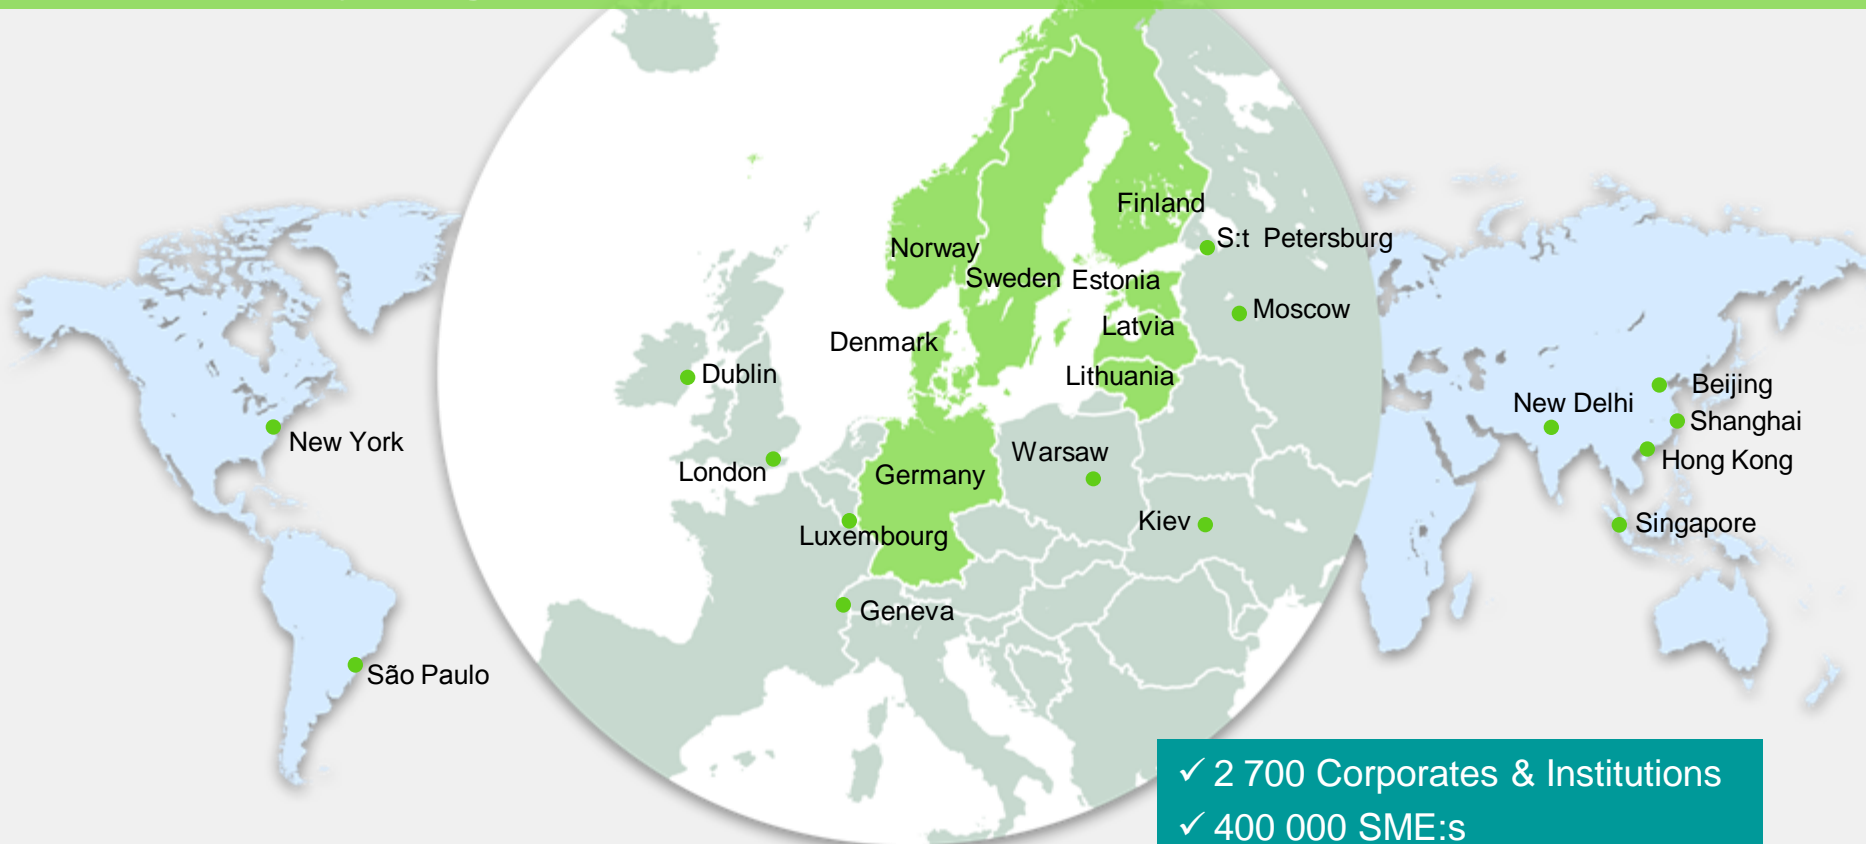 Finland
S:t Petersburg
Norway
Sweden
Estonia
Moscow
Latvia
Denmark
Lithuania
Dublin
Beijing
New Delhi
Shanghai
New York
Warsaw
Hong Kong
London
Germany
Kiev
Singapore
Luxembourg
Geneva
São Paulo
✓ 2 700 Corporates & Institutions
✓ 400 000 SME:s